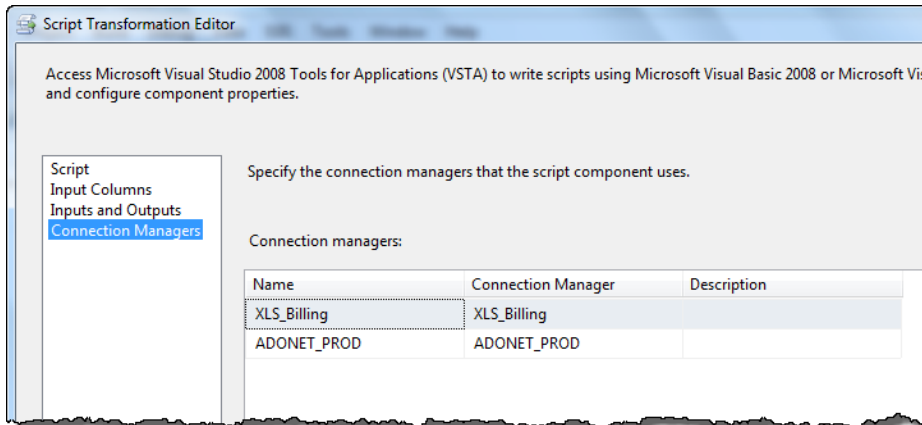 Script Transformation Editor
Access Microsoft Visual Studio 2008 Tools for Applications (VSTA) to write scripts using Microsoft Visual Basic 2008 or Microsoft Vis
and configure component properties.
Script
Input Columns
Inputs and Outputs
Connection Managers
Specify the connection managers that the script component uses.
Connection managers:
Name Connection Manager Description
XLS_Billing XLS_Billing
ADONET_PROD ADONET_PROD